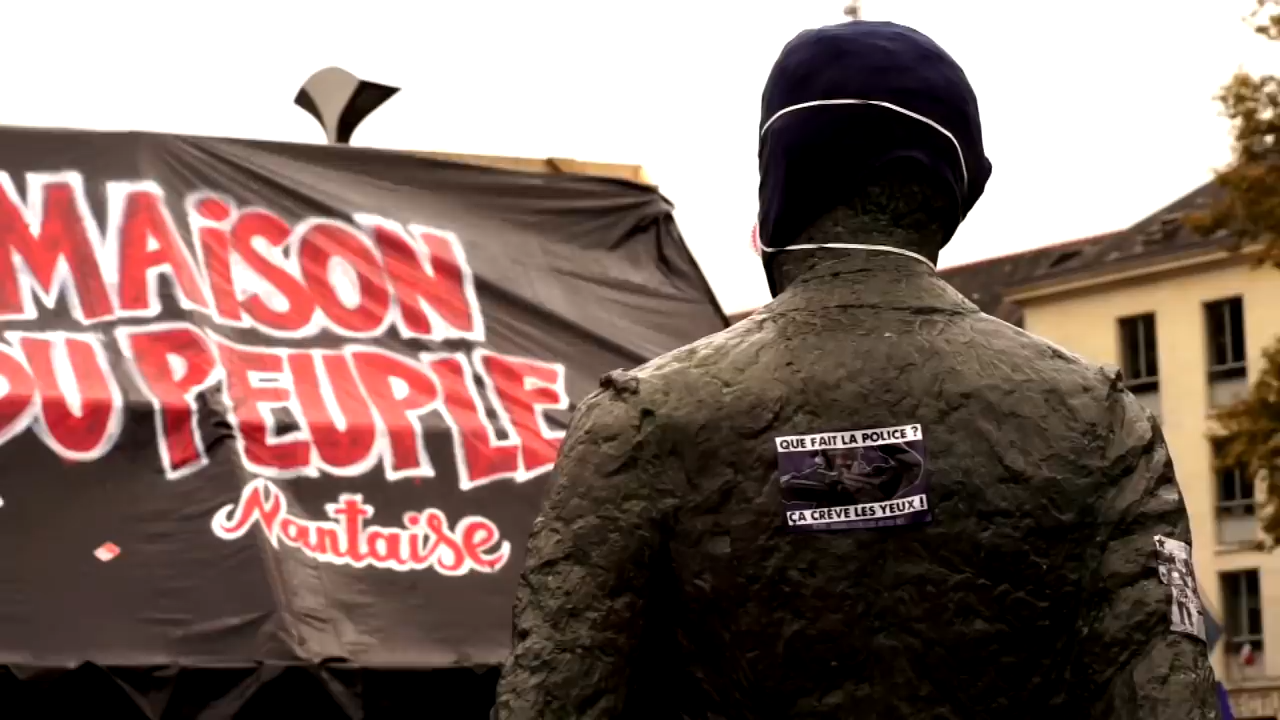 MAiSON
DU PEUPLE
Nantaise
QUE FAIT LA POLICE ?
ÇA CRÈVE LES YEUX !